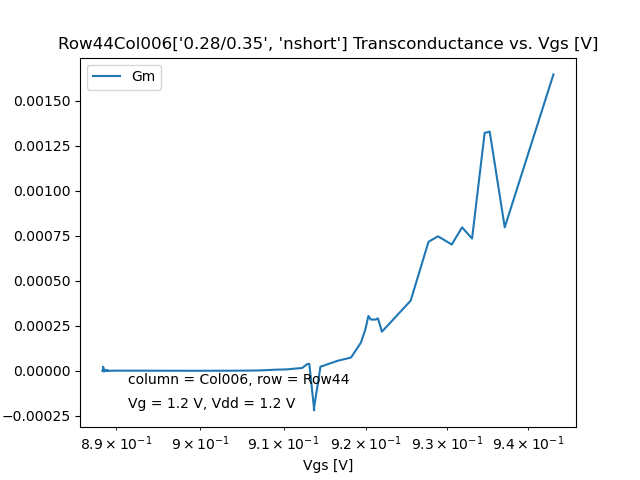 Row44Col006['0.28/0.35', 'nshort'] Transconductance vs. Vgs [V]
Gm
0.00150
0.00125
0.00100
0.00075
0.00050
0.00025
0.00000
−0.00025
column = Col006, row = Row44
Vg = 1.2 V, Vdd = 1.2 V
8.9 × 10⁻¹ 9 × 10⁻¹ 9.1 × 10⁻¹ 9.2 × 10⁻¹ 9.3 × 10⁻¹ 9.4 × 10⁻¹
Vgs [V]